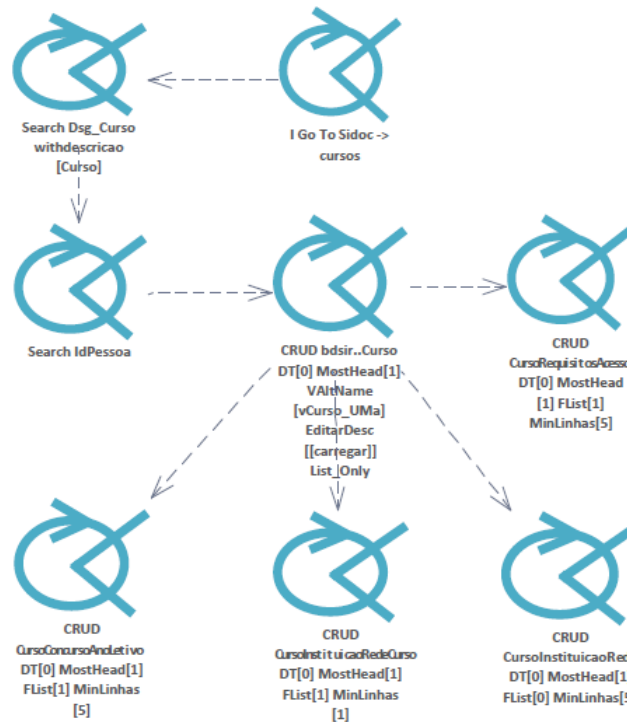 Search Dsg_Curso
withdescricao
[Curso]
I Go To Sidoc ->
cursos
Search IdPessoa
CRUD bdsir..Curso
DT[0] MostHead[1]
VAltName
[vCurso_UMa]
EditarDesc
[[carregar]]
List_Only
CRUD
CursoRequisitosAcesso
DT[0] MostHead
[1] FList[1]
MinLinhas[5]
CRUD
CursoConcursoAnoLetivo
DT[0] MostHead[1]
FList[1] MinLinhas
[5]
CRUD
CursoInstituicaoRedeCurso
DT[0] MostHead[1]
FList[1] MinLinhas
[1]
CRUD
CursoInstituicaoRec
DT[0] MostHead[1
FList[0] MinLinhas[5